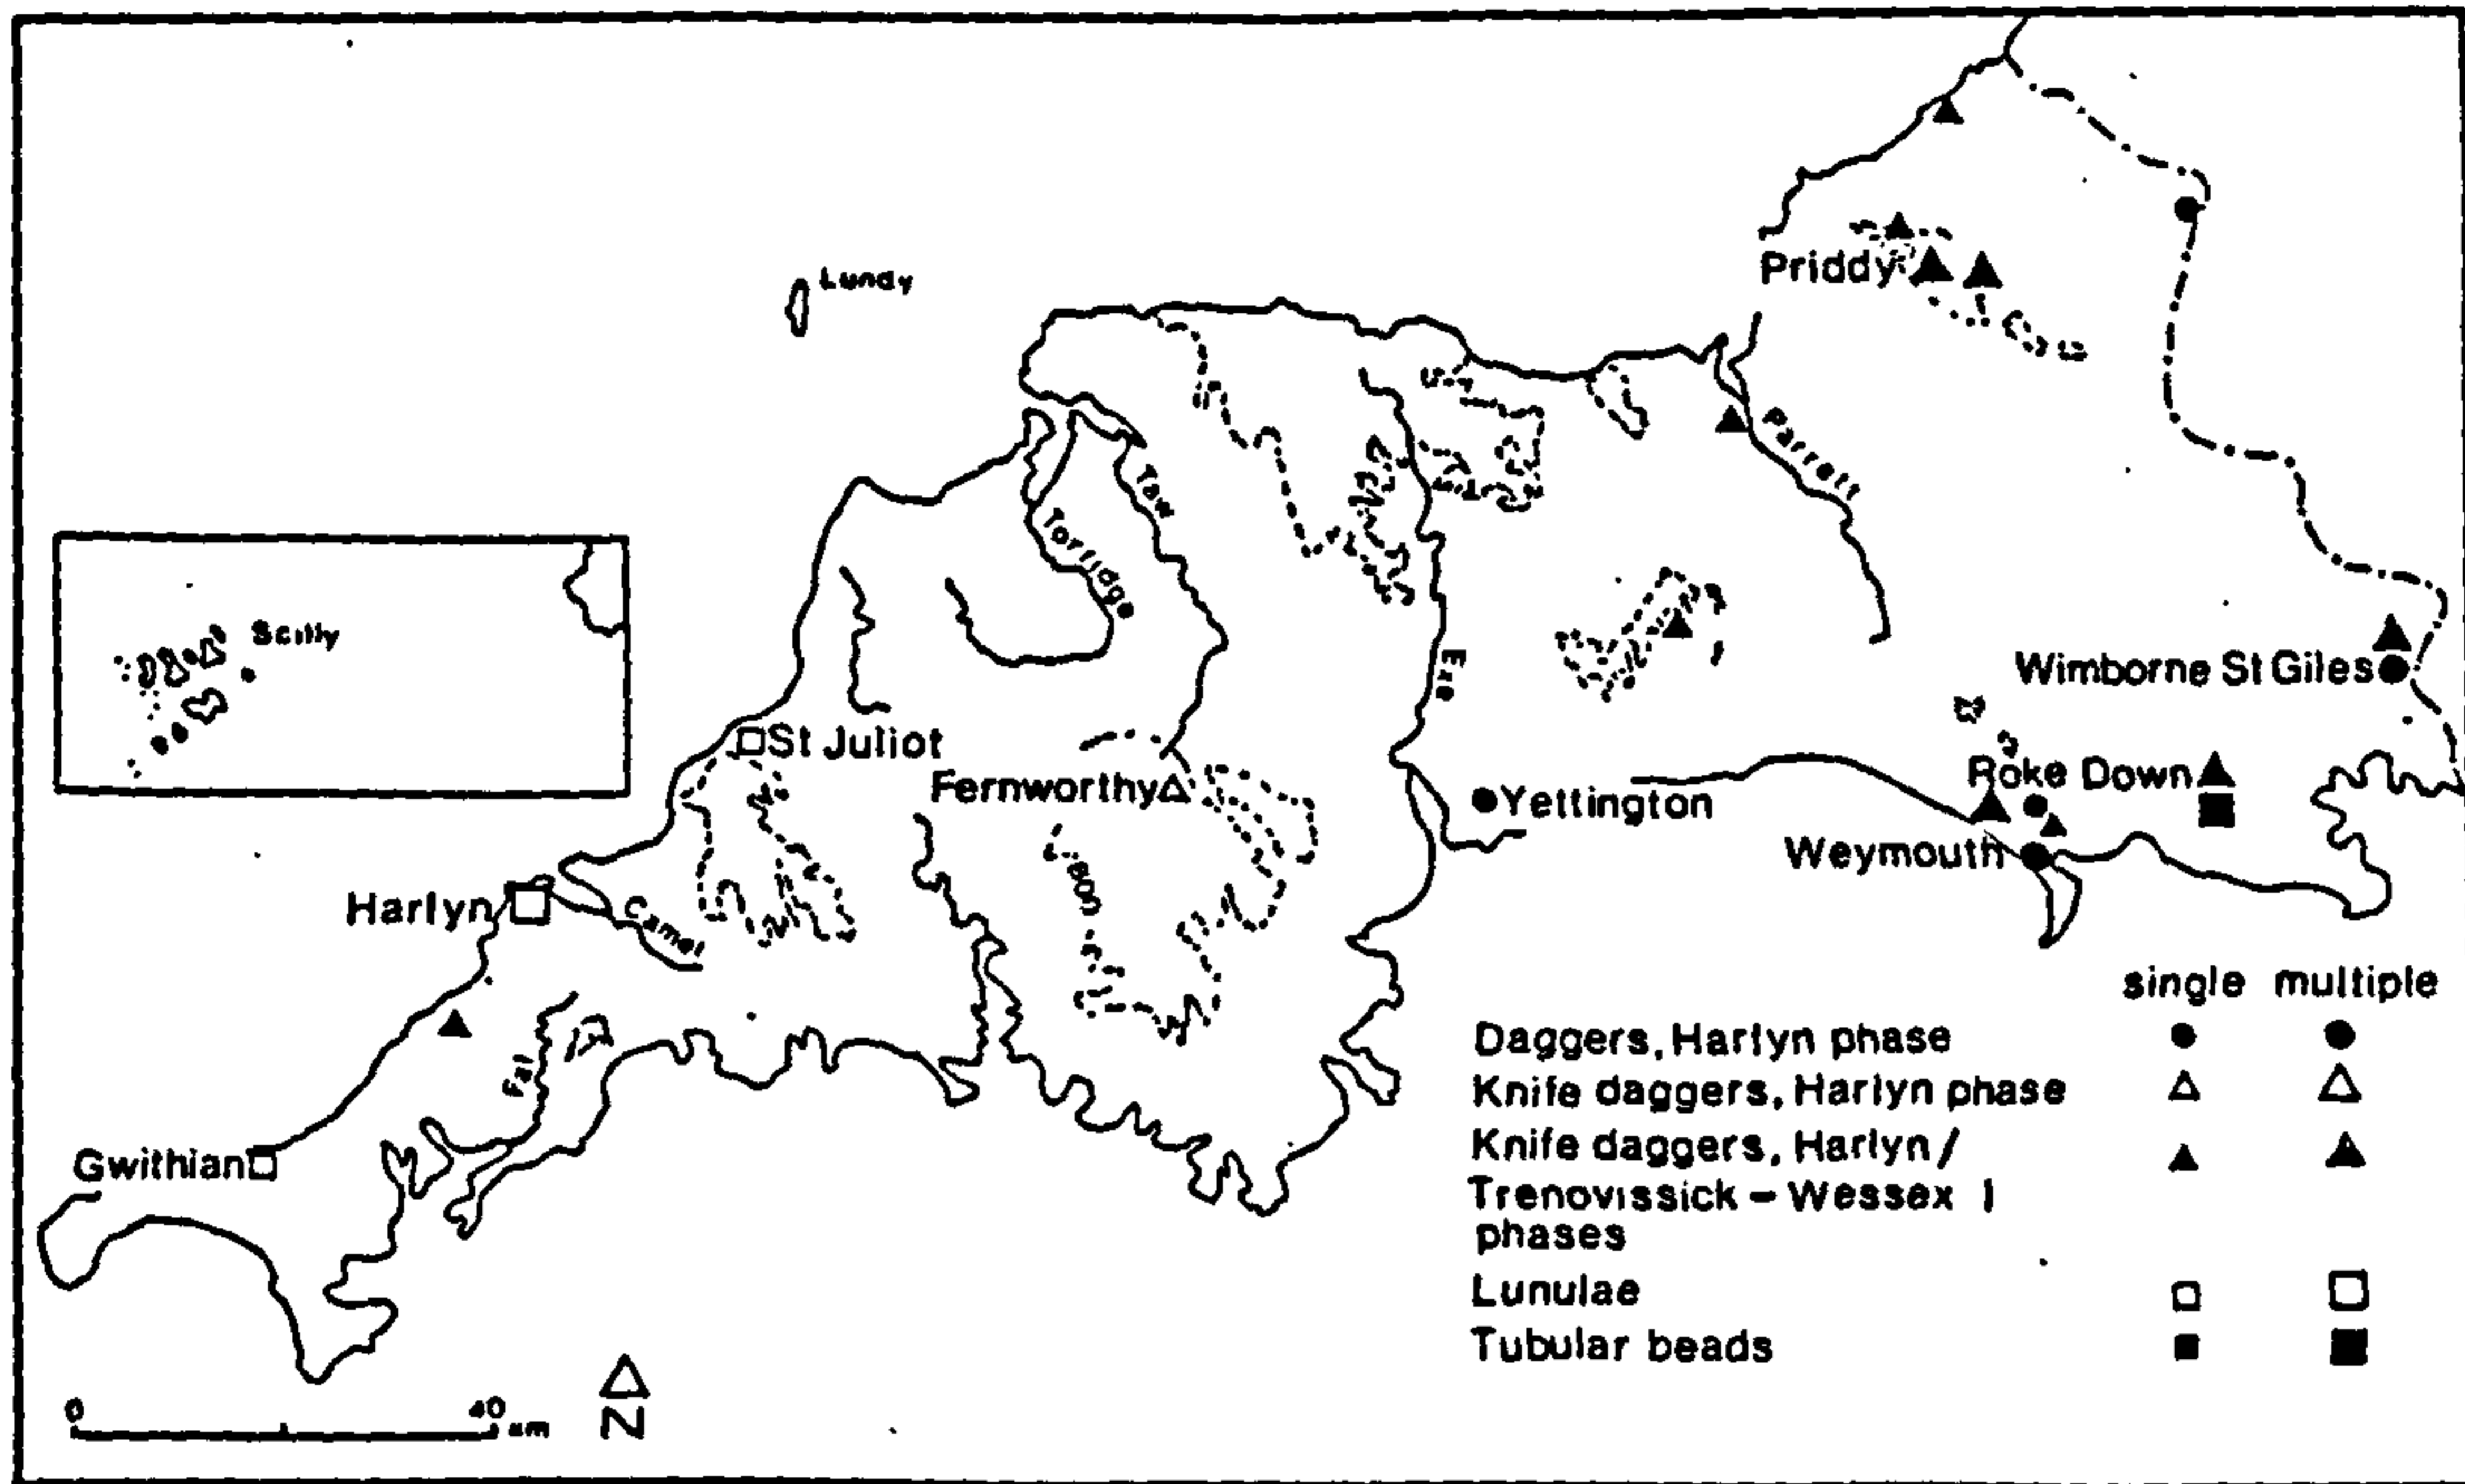 Lundy
Priddy
Parrett
Taw
Torridge
Scilly
Exe
Wimborne St Giles
St Juliot
Fernworthy
Roke Down
Yettington
Weymouth
Harlyn
Camel
Fal
Gwithian
single multiple
Daggers, Harlyn phase
Knife daggers, Harlyn phase
Knife daggers, Harlyn/
Trenovissick – Wessex I
phases
Lunulae
Tubular beads
0 40 km
N